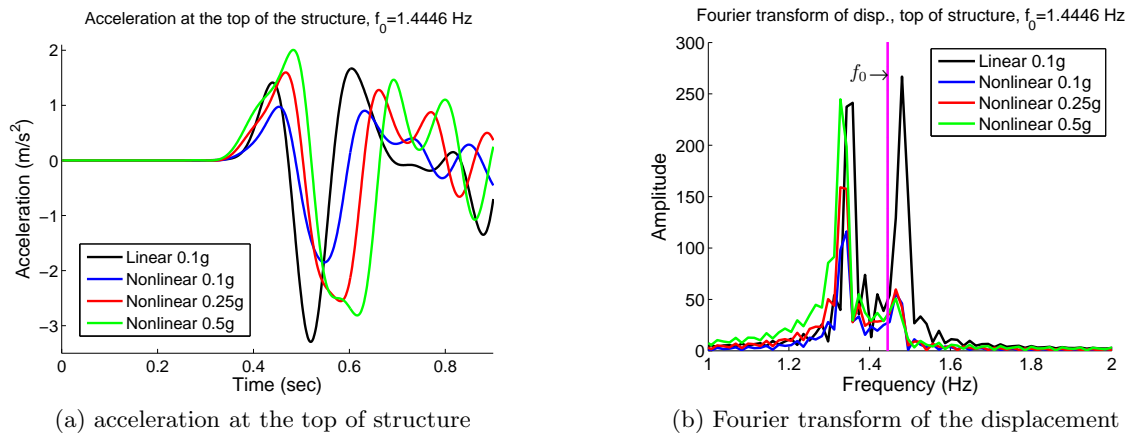 Acceleration at the top of the structure, f0=1.4446 Hz
2
1
0
−1
−2
−3
Acceleration (m/s2)
Linear 0.1g
Nonlinear 0.1g
Nonlinear 0.25g
Nonlinear 0.5g
0 0.2 0.4 0.6 0.8
Time (sec)
(a) acceleration at the top of structure
Fourier transform of disp., top of structure, f0=1.4446 Hz
300
250
200
150
100
50
0
Amplitude
f0→
Linear 0.1g
Nonlinear 0.1g
Nonlinear 0.25g
Nonlinear 0.5g
1 1.2 1.4 1.6 1.8 2
Frequency (Hz)
(b) Fourier transform of the displacement